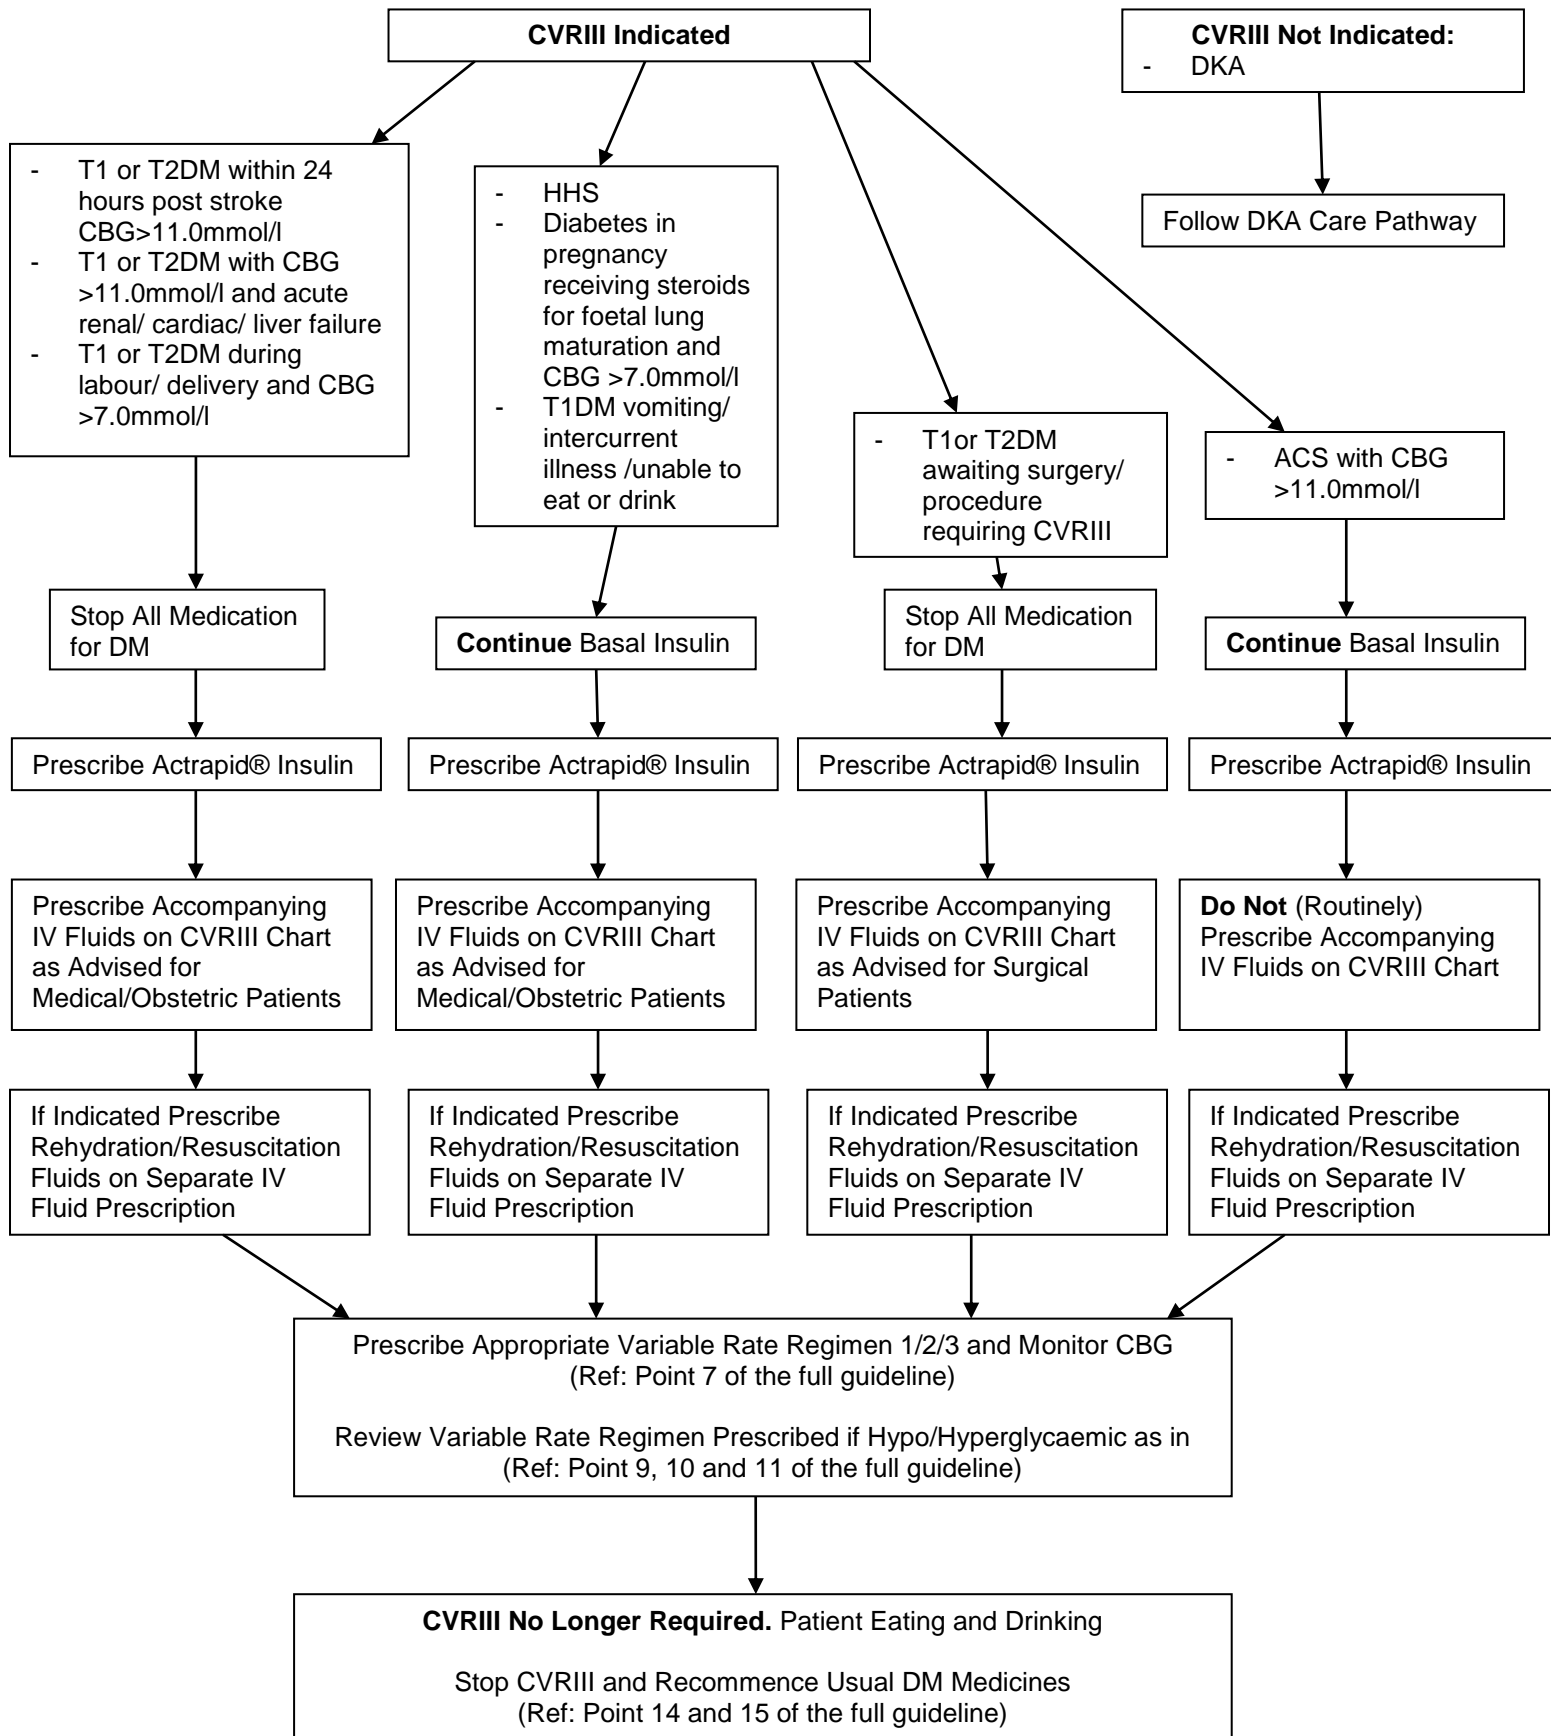 CVRIII Indicated
CVRIII Not Indicated:
- DKA
Follow DKA Care Pathway
- T1 or T2DM within 24
hours post stroke
CBG>11.0mmol/l
- T1 or T2DM with CBG
>11.0mmol/l and acute
renal/ cardiac/ liver failure
- T1 or T2DM during
labour/ delivery and CBG
>7.0mmol/l
- HHS
- Diabetes in
pregnancy
receiving steroids
for foetal lung
maturation and
CBG >7.0mmol/l
- T1DM vomiting/
intercurrent
illness /unable to
eat or drink
- T1or T2DM
awaiting surgery/
procedure
requiring CVRIII
- ACS with CBG
>11.0mmol/l
Stop All Medication
for DM
Continue Basal Insulin
Stop All Medication
for DM
Continue Basal Insulin
Prescribe Actrapid® Insulin
Prescribe Actrapid® Insulin
Prescribe Actrapid® Insulin
Prescribe Actrapid® Insulin
Prescribe Accompanying
IV Fluids on CVRIII Chart
as Advised for
Medical/Obstetric Patients
Prescribe Accompanying
IV Fluids on CVRIII Chart
as Advised for
Medical/Obstetric Patients
Prescribe Accompanying
IV Fluids on CVRIII Chart
as Advised for Surgical
Patients
Do Not (Routinely)
Prescribe Accompanying
IV Fluids on CVRIII Chart
If Indicated Prescribe
Rehydration/Resuscitation
Fluids on Separate IV
Fluid Prescription
If Indicated Prescribe
Rehydration/Resuscitation
Fluids on Separate IV
Fluid Prescription
If Indicated Prescribe
Rehydration/Resuscitation
Fluids on Separate IV
Fluid Prescription
If Indicated Prescribe
Rehydration/Resuscitation
Fluids on Separate IV
Fluid Prescription
Prescribe Appropriate Variable Rate Regimen 1/2/3 and Monitor CBG
(Ref: Point 7 of the full guideline)
Review Variable Rate Regimen Prescribed if Hypo/Hyperglycaemic as in
(Ref: Point 9, 10 and 11 of the full guideline)
CVRIII No Longer Required. Patient Eating and Drinking
Stop CVRIII and Recommence Usual DM Medicines
(Ref: Point 14 and 15 of the full guideline)